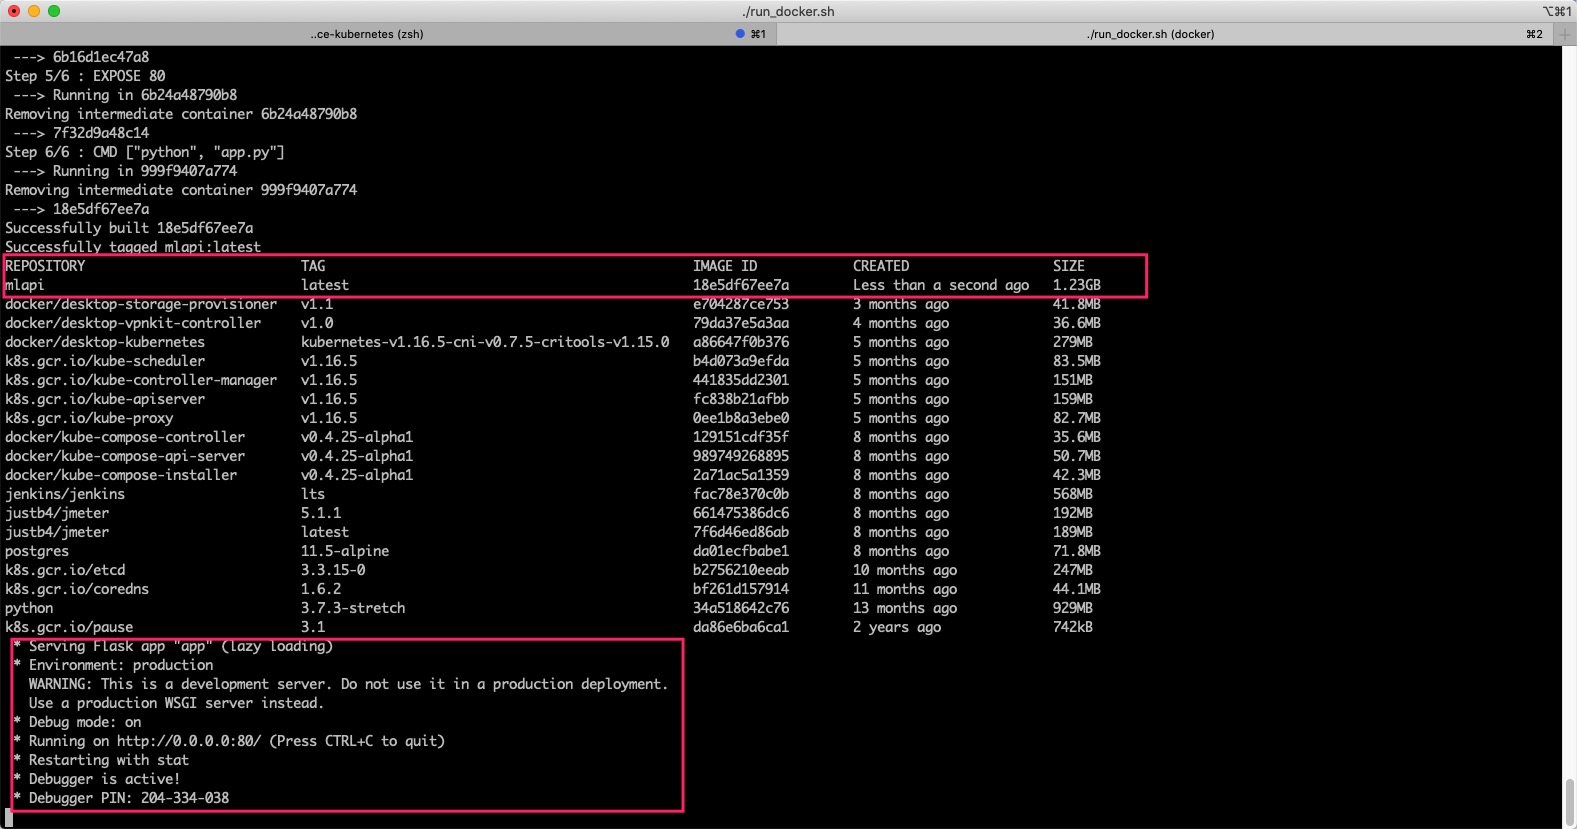 ./run_docker.sh
⌥⌘1
..ce-kubernetes (zsh)
⌘1
./run_docker.sh (docker)
⌘2
---> 6b16d1ec47a8
Step 5/6 : EXPOSE 80
---> Running in 6b24a48790b8
Removing intermediate container 6b24a48790b8
---> 7f32d9a48c14
Step 6/6 : CMD ["python", "app.py"]
---> Running in 999f9407a774
Removing intermediate container 999f9407a774
---> 18e5df67ee7a
Successfully built 18e5df67ee7a
Successfully tagged mlapi:latest
REPOSITORY TAG IMAGE ID CREATED SIZE
mlapi latest 18e5df67ee7a Less than a second ago 1.23GB
docker/desktop-storage-provisioner v1.1 e704287ce753 3 months ago 41.8MB
docker/desktop-vpnkit-controller v1.0 79da37e5a3aa 4 months ago 36.6MB
docker/desktop-kubernetes kubernetes-v1.16.5-cni-v0.7.5-critools-v1.15.0 a86647f0b376 5 months ago 279MB
k8s.gcr.io/kube-scheduler v1.16.5 b4d073a9efda 5 months ago 83.5MB
k8s.gcr.io/kube-controller-manager v1.16.5 441835dd2301 5 months ago 151MB
k8s.gcr.io/kube-apiserver v1.16.5 fc838b21afbb 5 months ago 159MB
k8s.gcr.io/kube-proxy v1.16.5 0ee1b8a3ebe0 5 months ago 82.7MB
docker/kube-compose-controller v0.4.25-alpha1 129151cdf35f 8 months ago 35.6MB
docker/kube-compose-api-server v0.4.25-alpha1 989749268895 8 months ago 50.7MB
docker/kube-compose-installer v0.4.25-alpha1 2a71ac5a1359 8 months ago 42.3MB
jenkins/jenkins lts fac78e370c0b 8 months ago 568MB
justb4/jmeter 5.1.1 661475386dc6 8 months ago 192MB
justb4/jmeter latest 7f6d46ed86ab 8 months ago 189MB
postgres 11.5-alpine da01ecfbabe1 8 months ago 71.8MB
k8s.gcr.io/etcd 3.3.15-0 b2756210eeab 10 months ago 247MB
k8s.gcr.io/coredns 1.6.2 bf261d157914 11 months ago 44.1MB
python 3.7.3-stretch 34a518642c76 13 months ago 929MB
k8s.gcr.io/pause 3.1 da86e6ba6ca1 2 years ago 742kB
* Serving Flask app "app" (lazy loading)
* Environment: production
WARNING: This is a development server. Do not use it in a production deployment.
Use a production WSGI server instead.
* Debug mode: on
* Running on http://0.0.0.0:80/ (Press CTRL+C to quit)
* Restarting with stat
* Debugger is active!
* Debugger PIN: 204-334-038